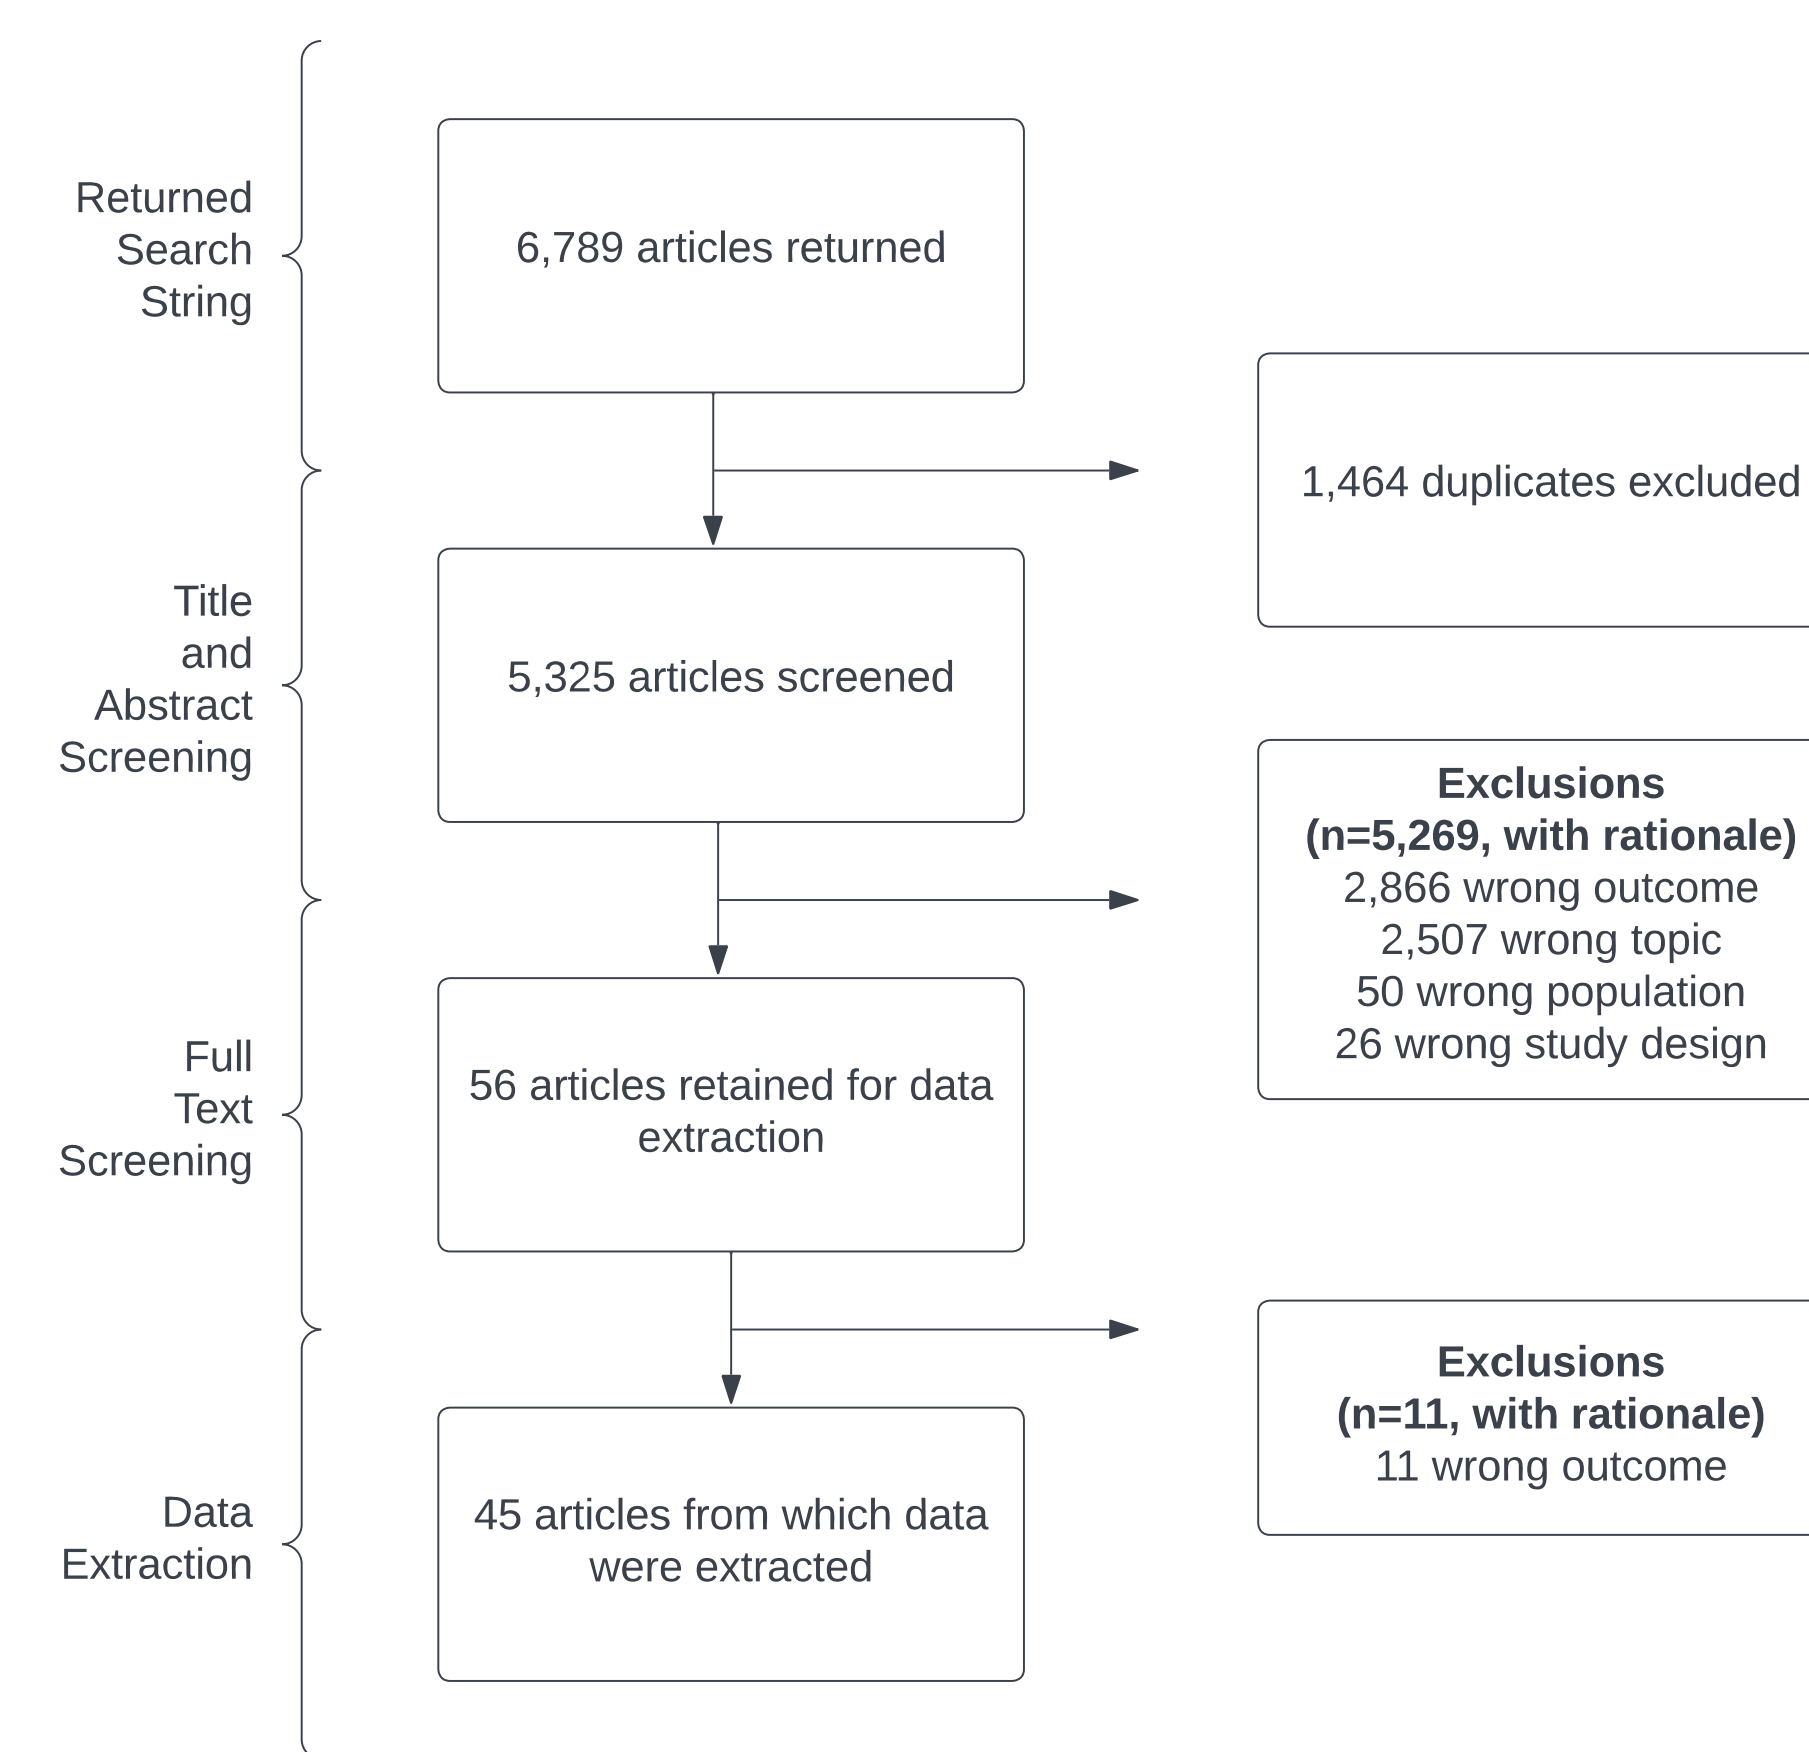 Returned
Search
String
6,789 articles returned
1,464 duplicates excluded
Title
and
Abstract
Screening
5,325 articles screened
Exclusions
(n=5,269, with rationale)
2,866 wrong outcome
2,507 wrong topic
50 wrong population
26 wrong study design
Full
Text
Screening
56 articles retained for data
extraction
Exclusions
(n=11, with rationale)
11 wrong outcome
Data
Extraction
45 articles from which data
were extracted